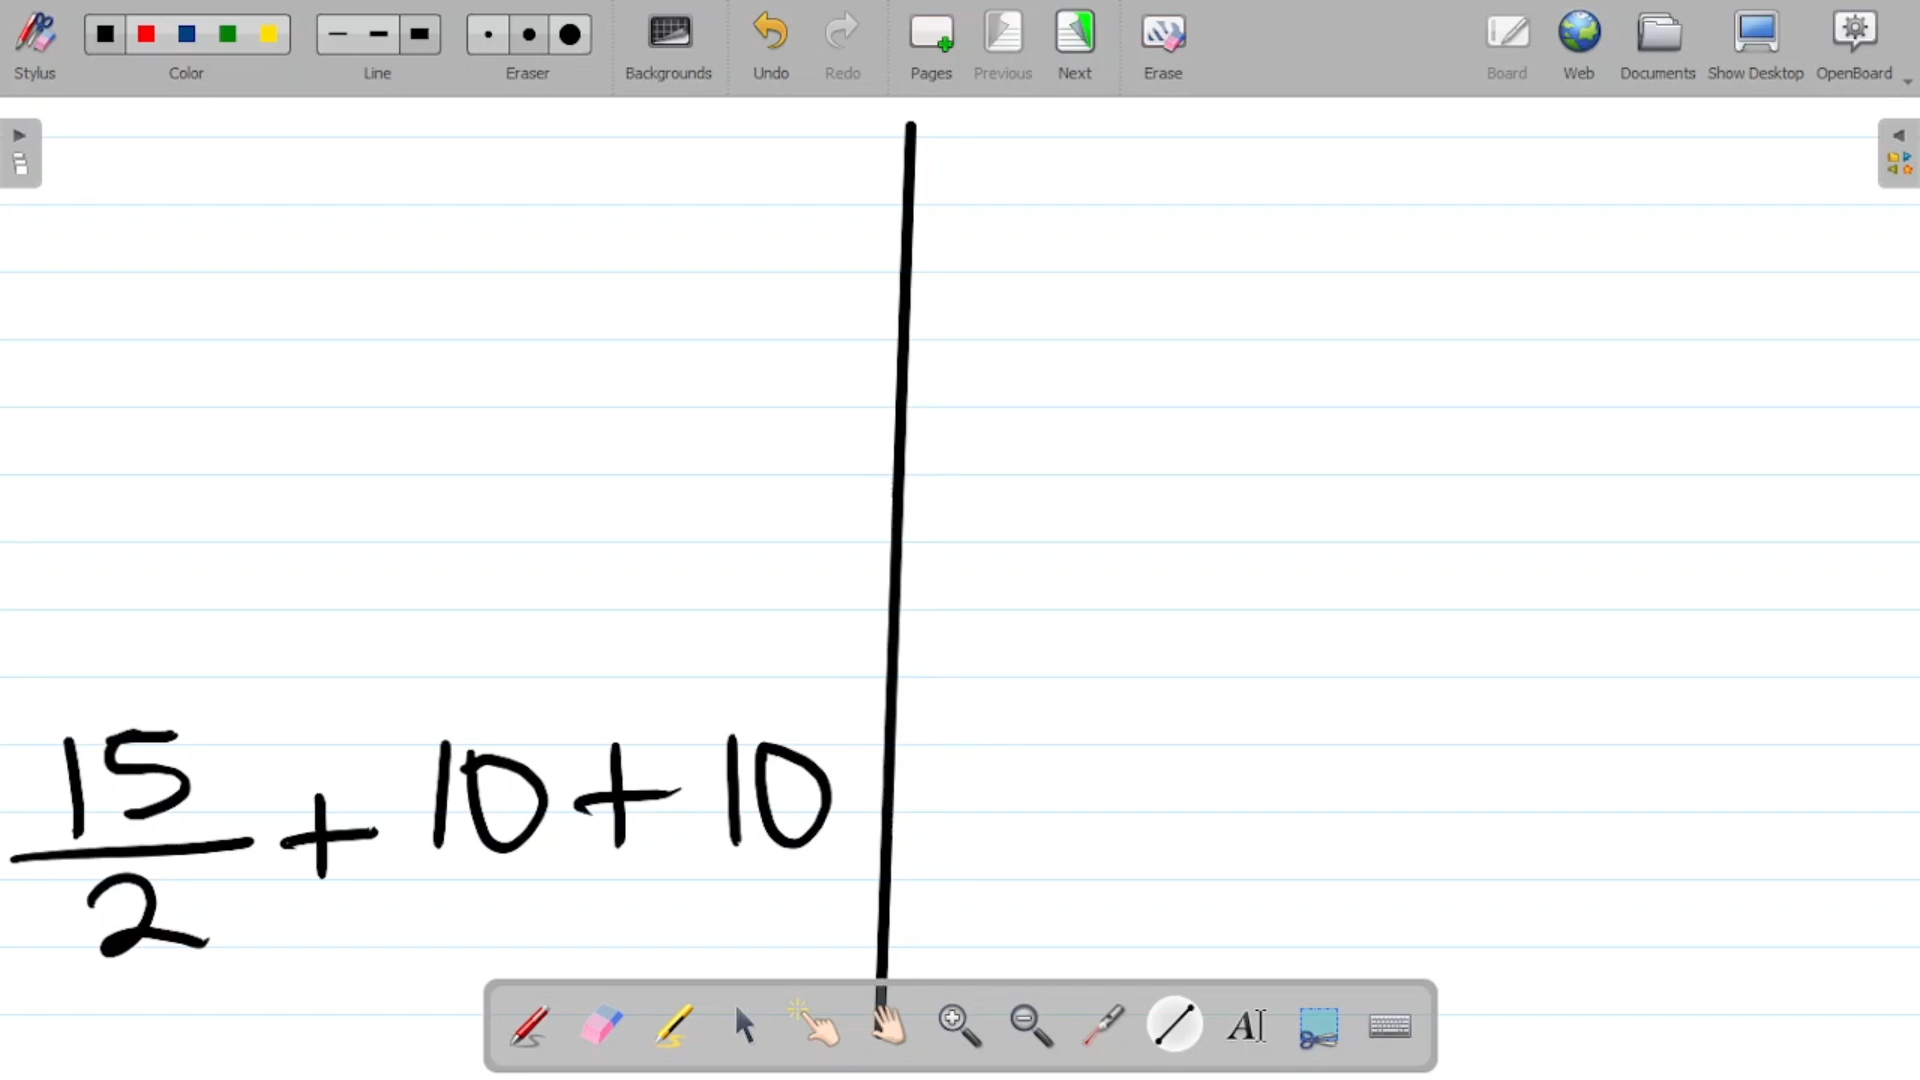 Stylus Color Line Eraser Backgrounds Undo Redo Pages Previous Next Erase Board Web Documents Show Desktop OpenBoard
15/2 + 10 + 10
A